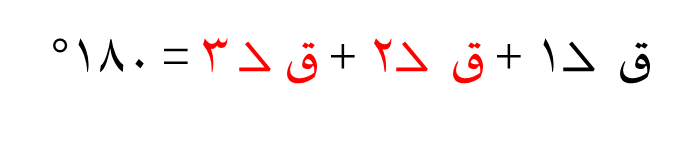 ق ∠١ + ق ∠٢ + ق ∠٣ = ١٨٠°